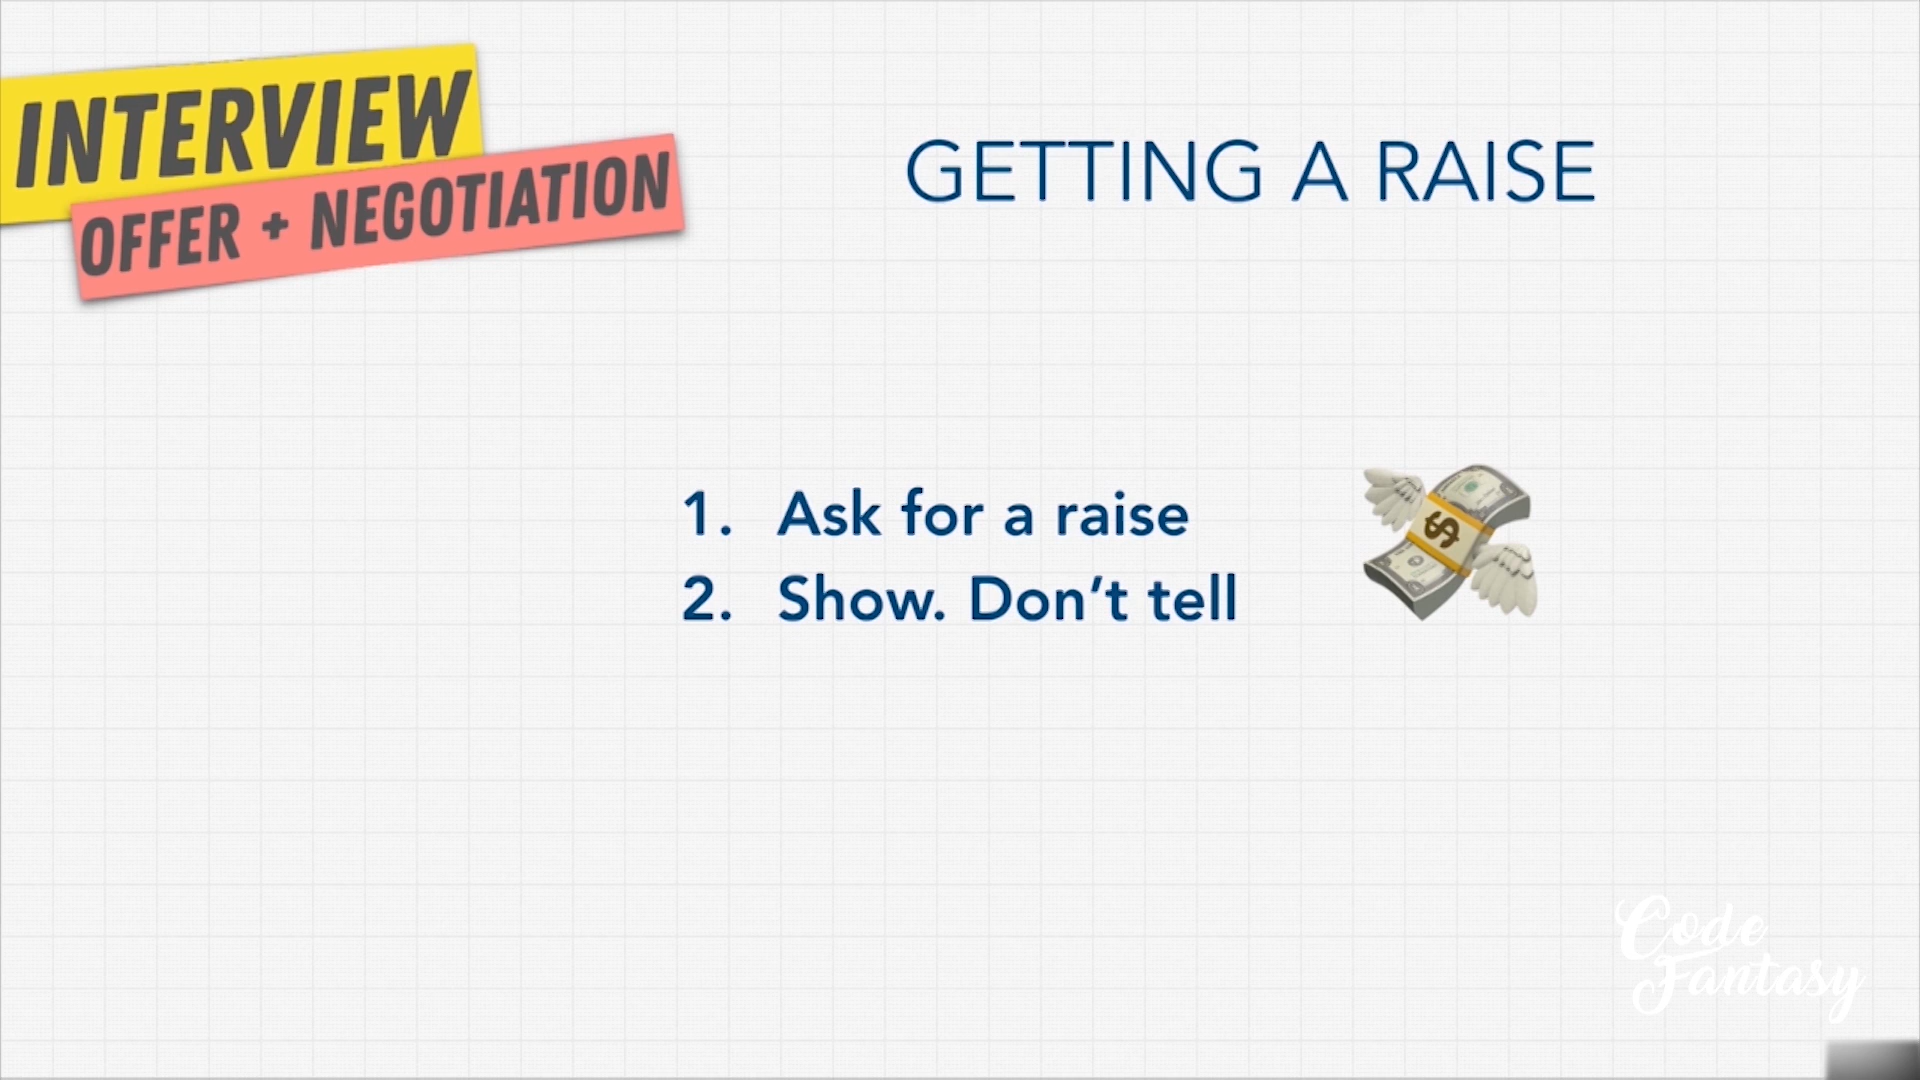 INTERVIEW
OFFER + NEGOTIATION
GETTING A RAISE
1. Ask for a raise
2. Show. Don't tell
$
Code
Fantasy